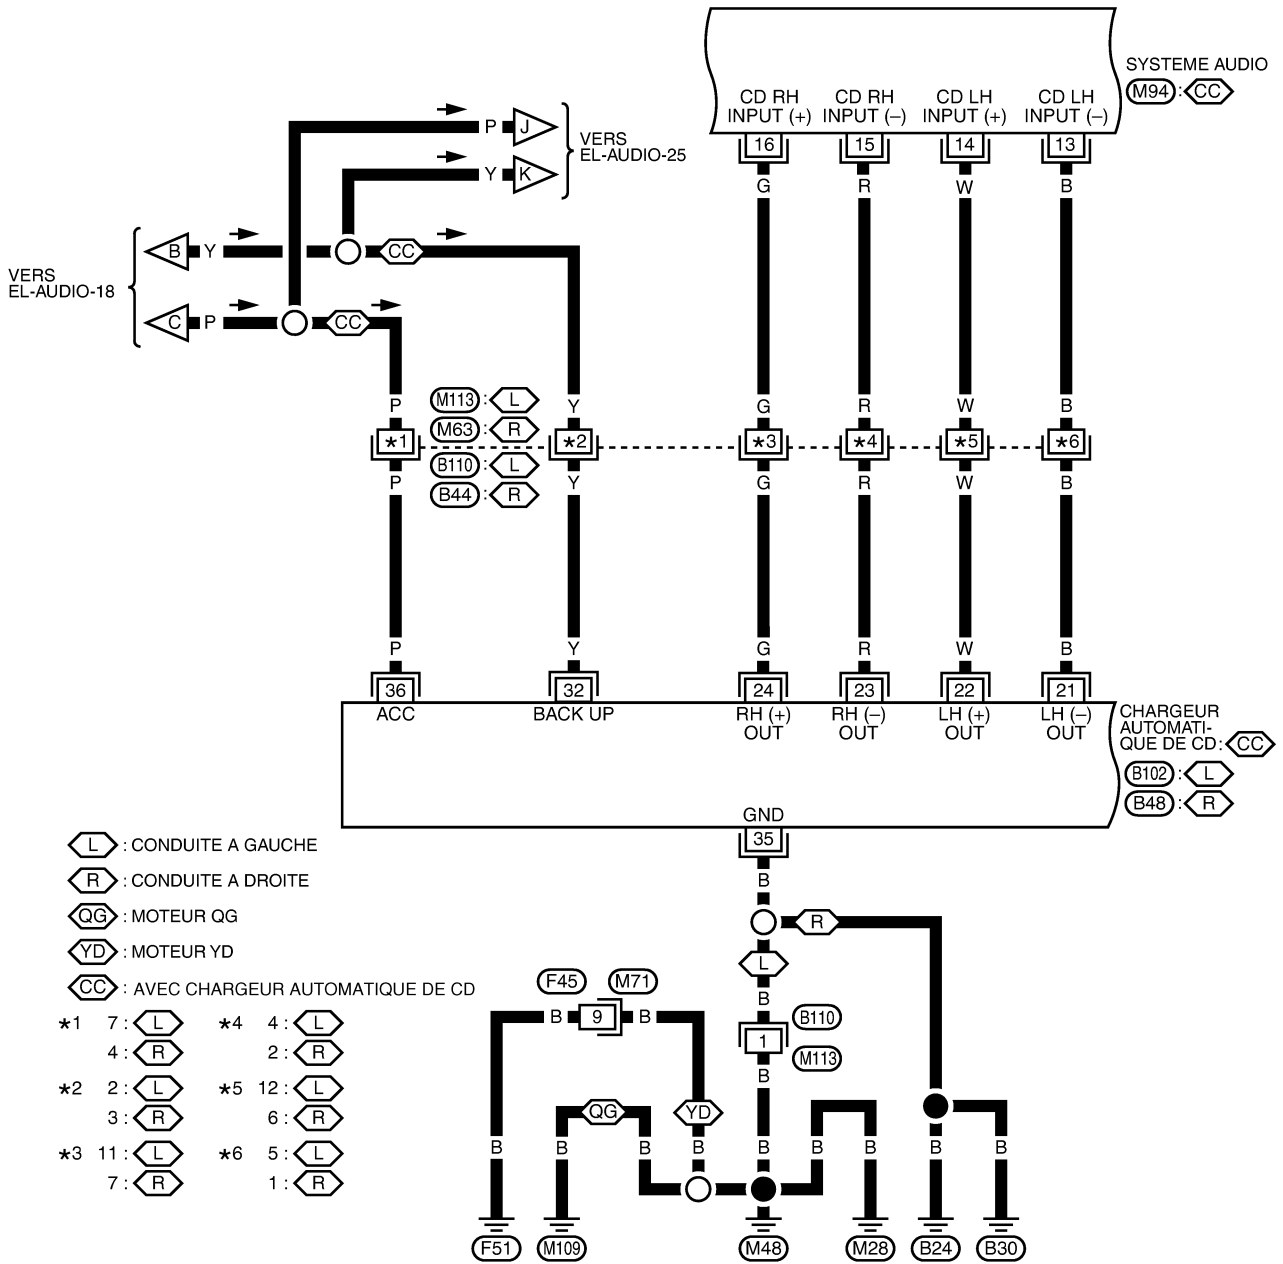 SYSTEME AUDIO
M94 : CC
CD RH INPUT (+)
CD RH INPUT (–)
CD LH INPUT (+)
CD LH INPUT (–)
16 15 14 13
G R W B
P J
Y K
VERS
EL-AUDIO-25
B Y CC
VERS
EL-AUDIO-18
C P CC
P Y G R W B
M113 : L
M63 : R
*1 *2 *3 *4 *5 *6
B110 : L
B44 : R
P Y G R W B
P Y G R W B
36 32 24 23 22 21
ACC
BACK UP
RH (+) OUT
RH (–) OUT
LH (+) OUT
LH (–) OUT
CHARGEUR
AUTOMATI-
QUE DE CD : CC
B102 : L
B48 : R
GND
35
B
R
L
B
B110
1
M113
B
L : CONDUITE A GAUCHE
R : CONDUITE A DROITE
QG : MOTEUR QG
YD : MOTEUR YD
CC : AVEC CHARGEUR AUTOMATIQUE DE CD
*1 7 : L
4 : R
*2 2 : L
3 : R
*3 11 : L
7 : R
*4 4 : L
2 : R
*5 12 : L
6 : R
*6 5 : L
1 : R
F45 M71
B 9 B
QG YD
B B B B B B B B B
F51 M109 M48 M28 B24 B30